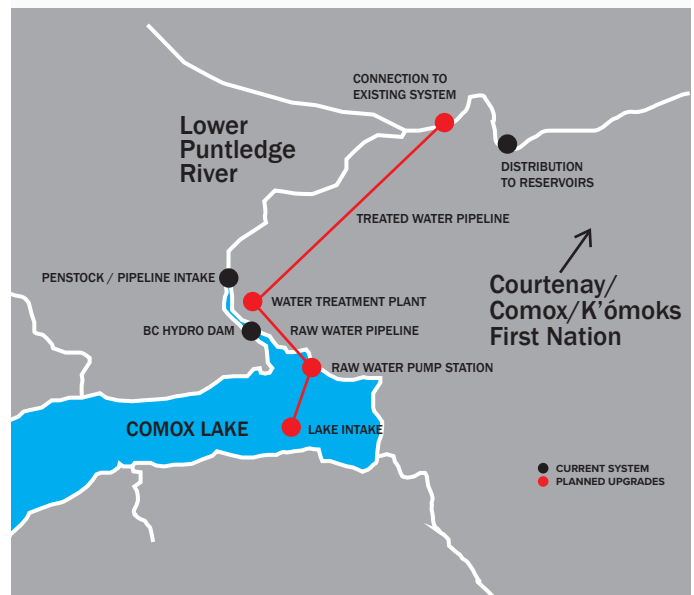 CONNECTION TO
EXISTING SYSTEM
Lower
Puntledge
River
DISTRIBUTION
TO RESERVOIRS
TREATED WATER PIPELINE
PENSTOCK / PIPELINE INTAKE
WATER TREATMENT PLANT
Courtenay/
Comox/K’ómoks
First Nation
BC HYDRO DAM
RAW WATER PIPELINE
RAW WATER PUMP STATION
COMOX LAKE
LAKE INTAKE
CURRENT SYSTEM
PLANNED UPGRADES